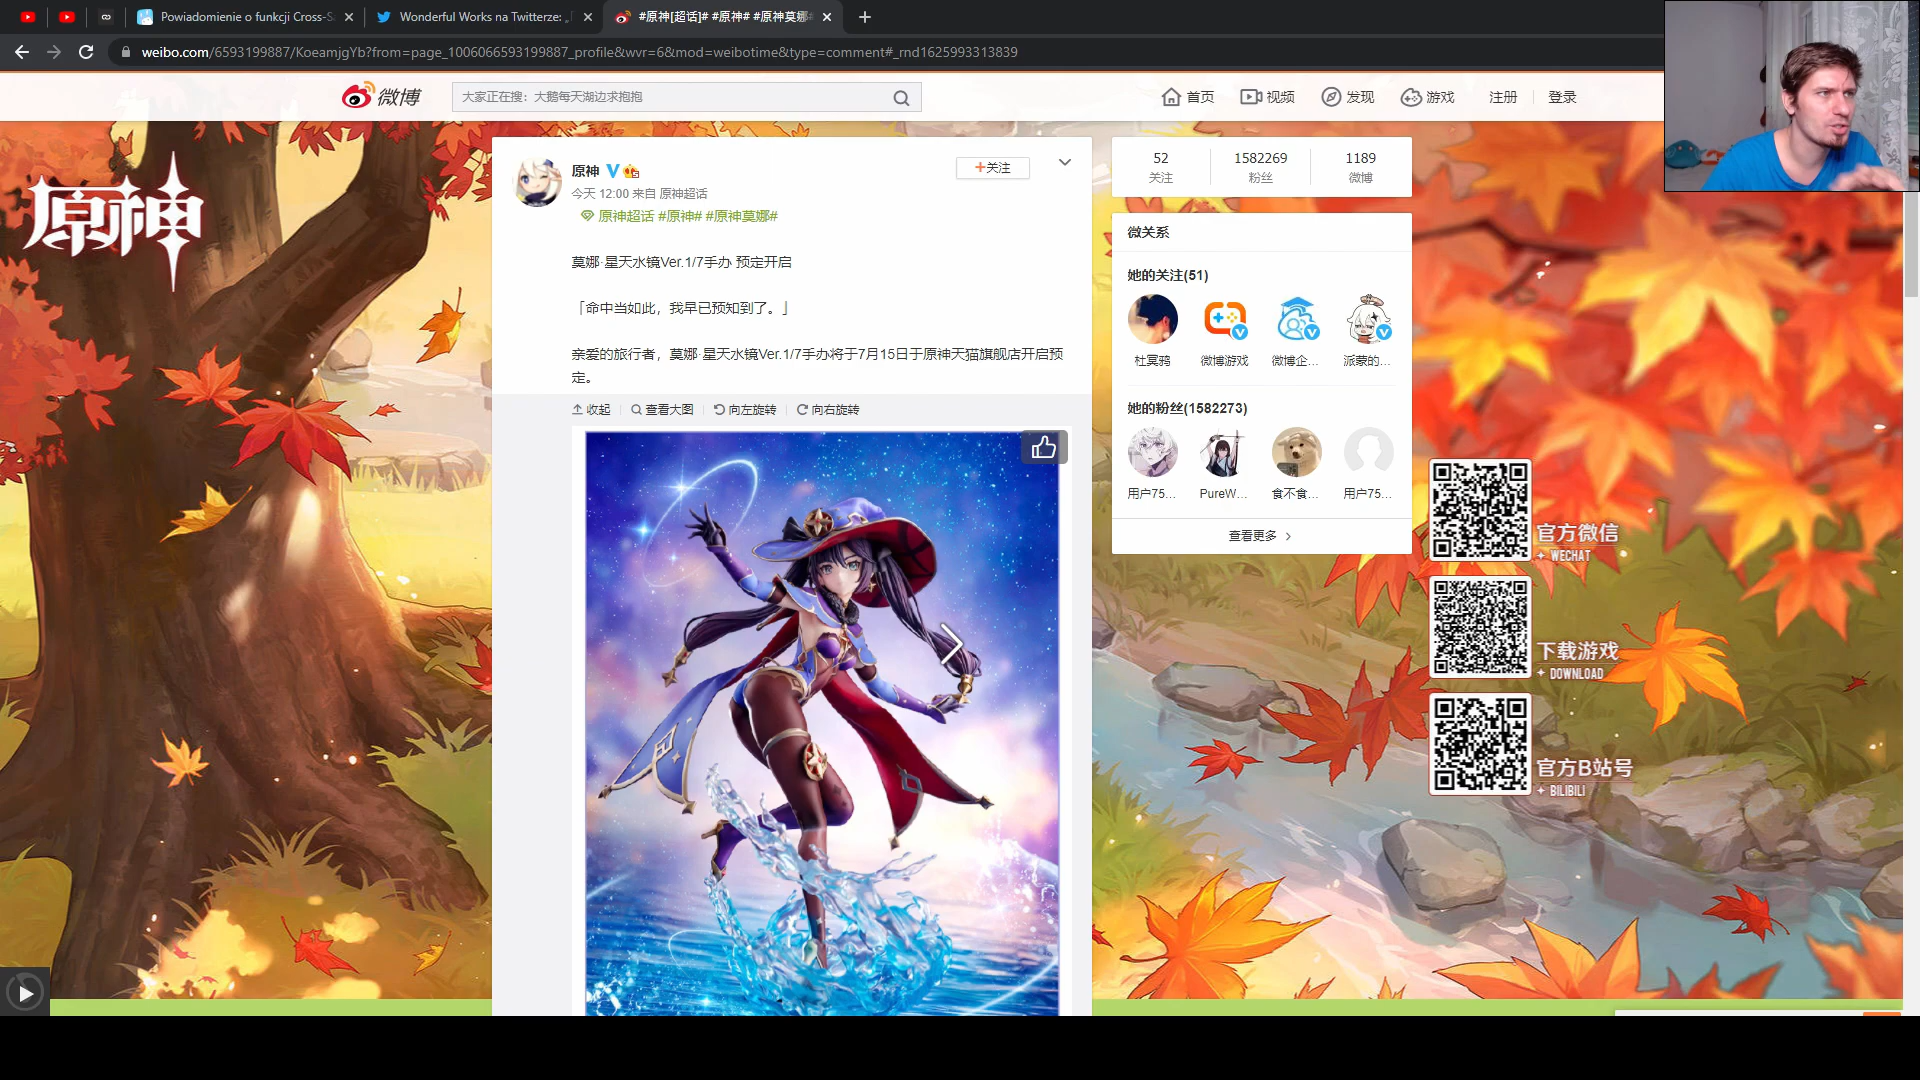 Powiadomienie o funkcji Cross-S
Wonderful Works na Twitterze: „
#原神[超话]# #原神# #原神莫娜#
weibo.com/6593199887/KoeamjgYb?from=page_1006066593199887_profile&wvr=6&mod=weibotime&type=comment#_rnd1625993313839
微博
大家正在搜：大鹅每天湖边求抱抱
首页
视频
发现
游戏
注册
登录
原神
原神
+关注
今天 12:00 来自 原神超话
原神超话 #原神# #原神莫娜#
莫娜·星天水镜Ver.1/7手办 预定开启
「命中当如此，我早已预知到了。」
亲爱的旅行者，莫娜·星天水镜Ver.1/7手办将于7月15日于原神天猫旗舰店开启预
定。
收起
查看大图
向左旋转
向右旋转
52
1582269
1189
关注
粉丝
微博
微关系
她的关注(51)
杜冥鸦
微博游戏
微博企...
派蒙的...
她的粉丝(1582273)
用户75...
PureW...
食不食...
用户75...
查看更多 >
官方微信
WECHAT
下载游戏
DOWNLOAD
官方B站号
BILIBILI